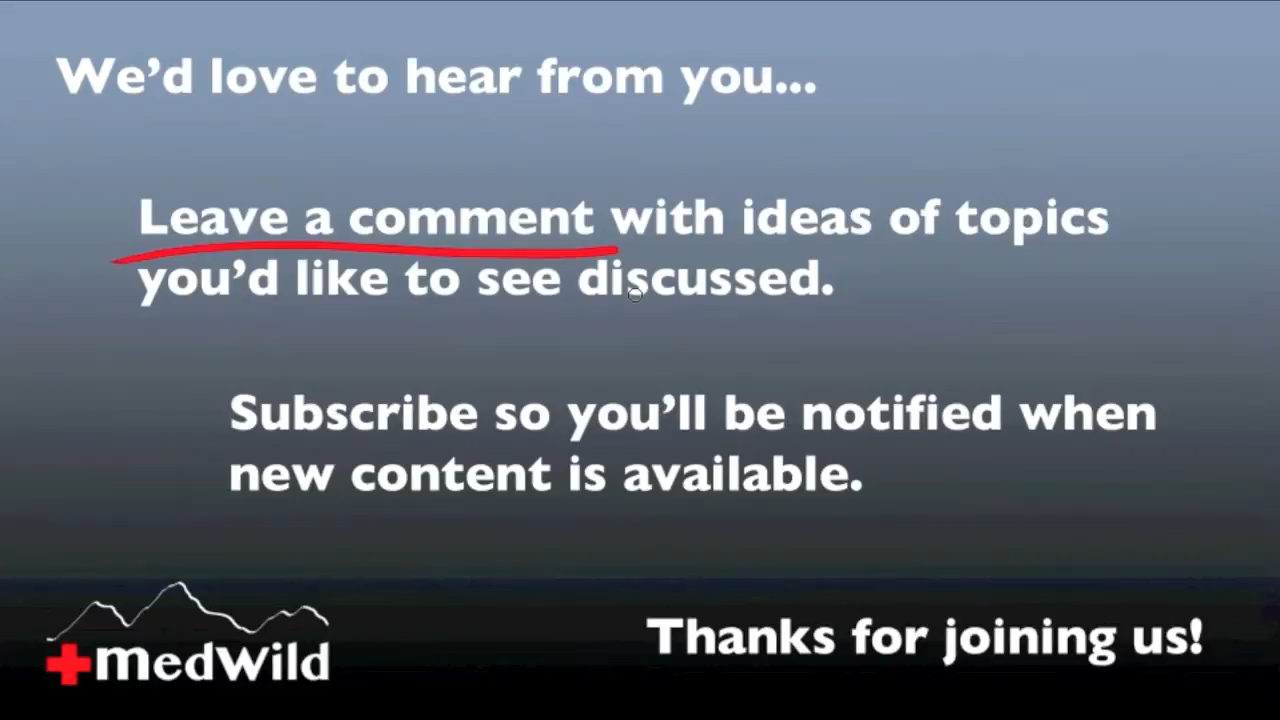 We'd love to hear from you...
Leave a comment with ideas of topics
you'd like to see discussed.
Subscribe so you'll be notified when
new content is available.
Thanks for joining us!
medwild